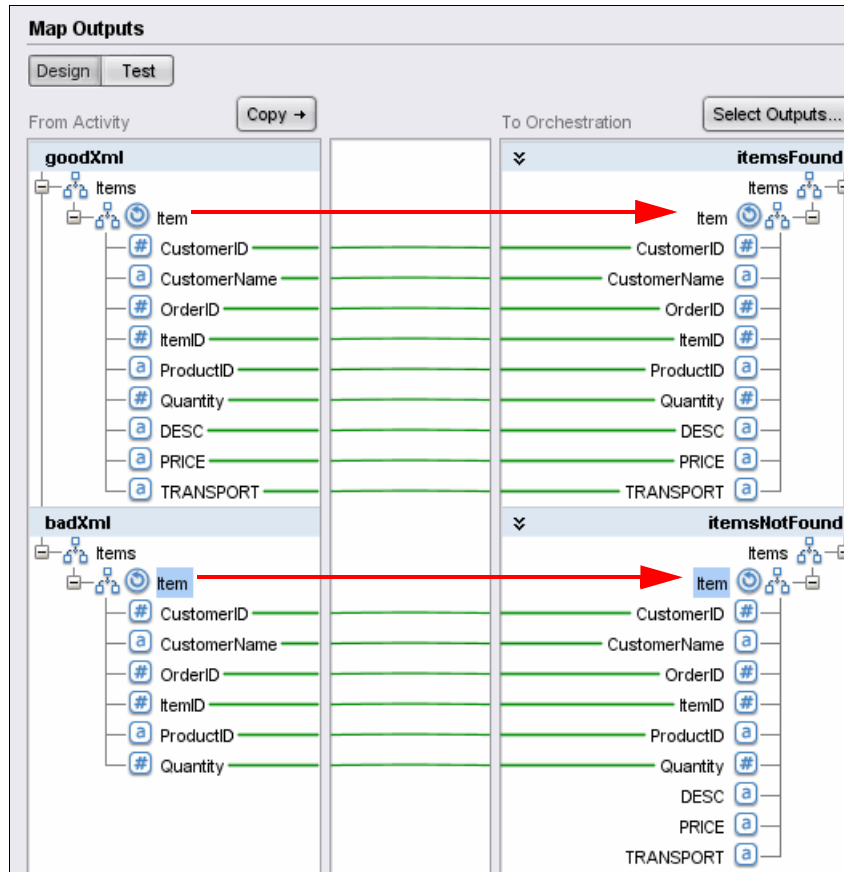 Map Outputs
Design Test
From Activity Copy → To Orchestration Select Outputs...
goodXml itemsFound
Items Items
Item Item
# CustomerID CustomerID #
a CustomerName CustomerName a
# OrderID OrderID #
# ItemID ItemID #
a ProductID ProductID a
# Quantity Quantity #
a DESC DESC a
a PRICE PRICE a
a TRANSPORT TRANSPORT a
badXml itemsNotFound
Items Items
Item Item
# CustomerID CustomerID #
a CustomerName CustomerName a
# OrderID OrderID #
# ItemID ItemID #
a ProductID ProductID a
# Quantity Quantity #
DESC a
PRICE a
TRANSPORT a